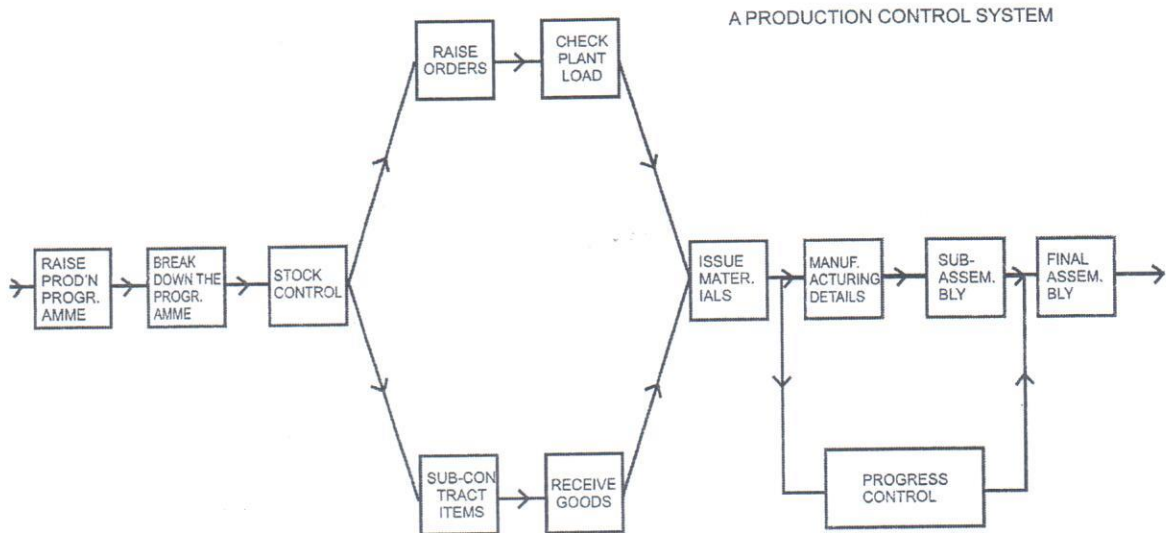 A PRODUCTION CONTROL SYSTEM
RAISE
ORDERS
CHECK
PLANT
LOAD
RAISE
PROD'N
PROGR.
AMME
BREAK
DOWN THE
PROGR.
AMME
STOCK
CONTROL
ISSUE
MATER.
IALS
MANUF.
ACTURING
DETAILS
SUB-
ASSEM.
BLY
FINAL
ASSEM.
BLY
SUB-CON
TRACT
ITEMS
RECEIVE
GOODS
PROGRESS
CONTROL